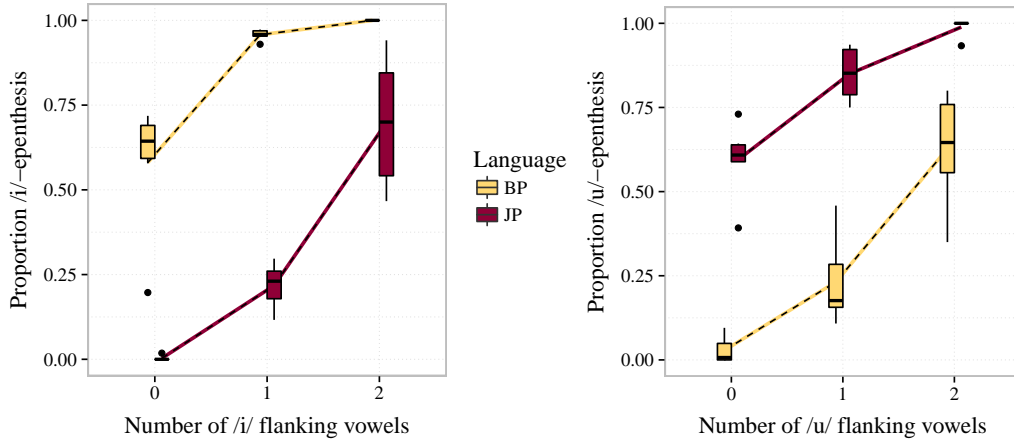 Proportion /i/−epenthesis
1.00
0.75
0.50
0.25
0.00
0 1 2
Number of /i/ flanking vowels
Language
BP
JP
Proportion /u/−epenthesis
1.00
0.75
0.50
0.25
0.00
0 1 2
Number of /u/ flanking vowels